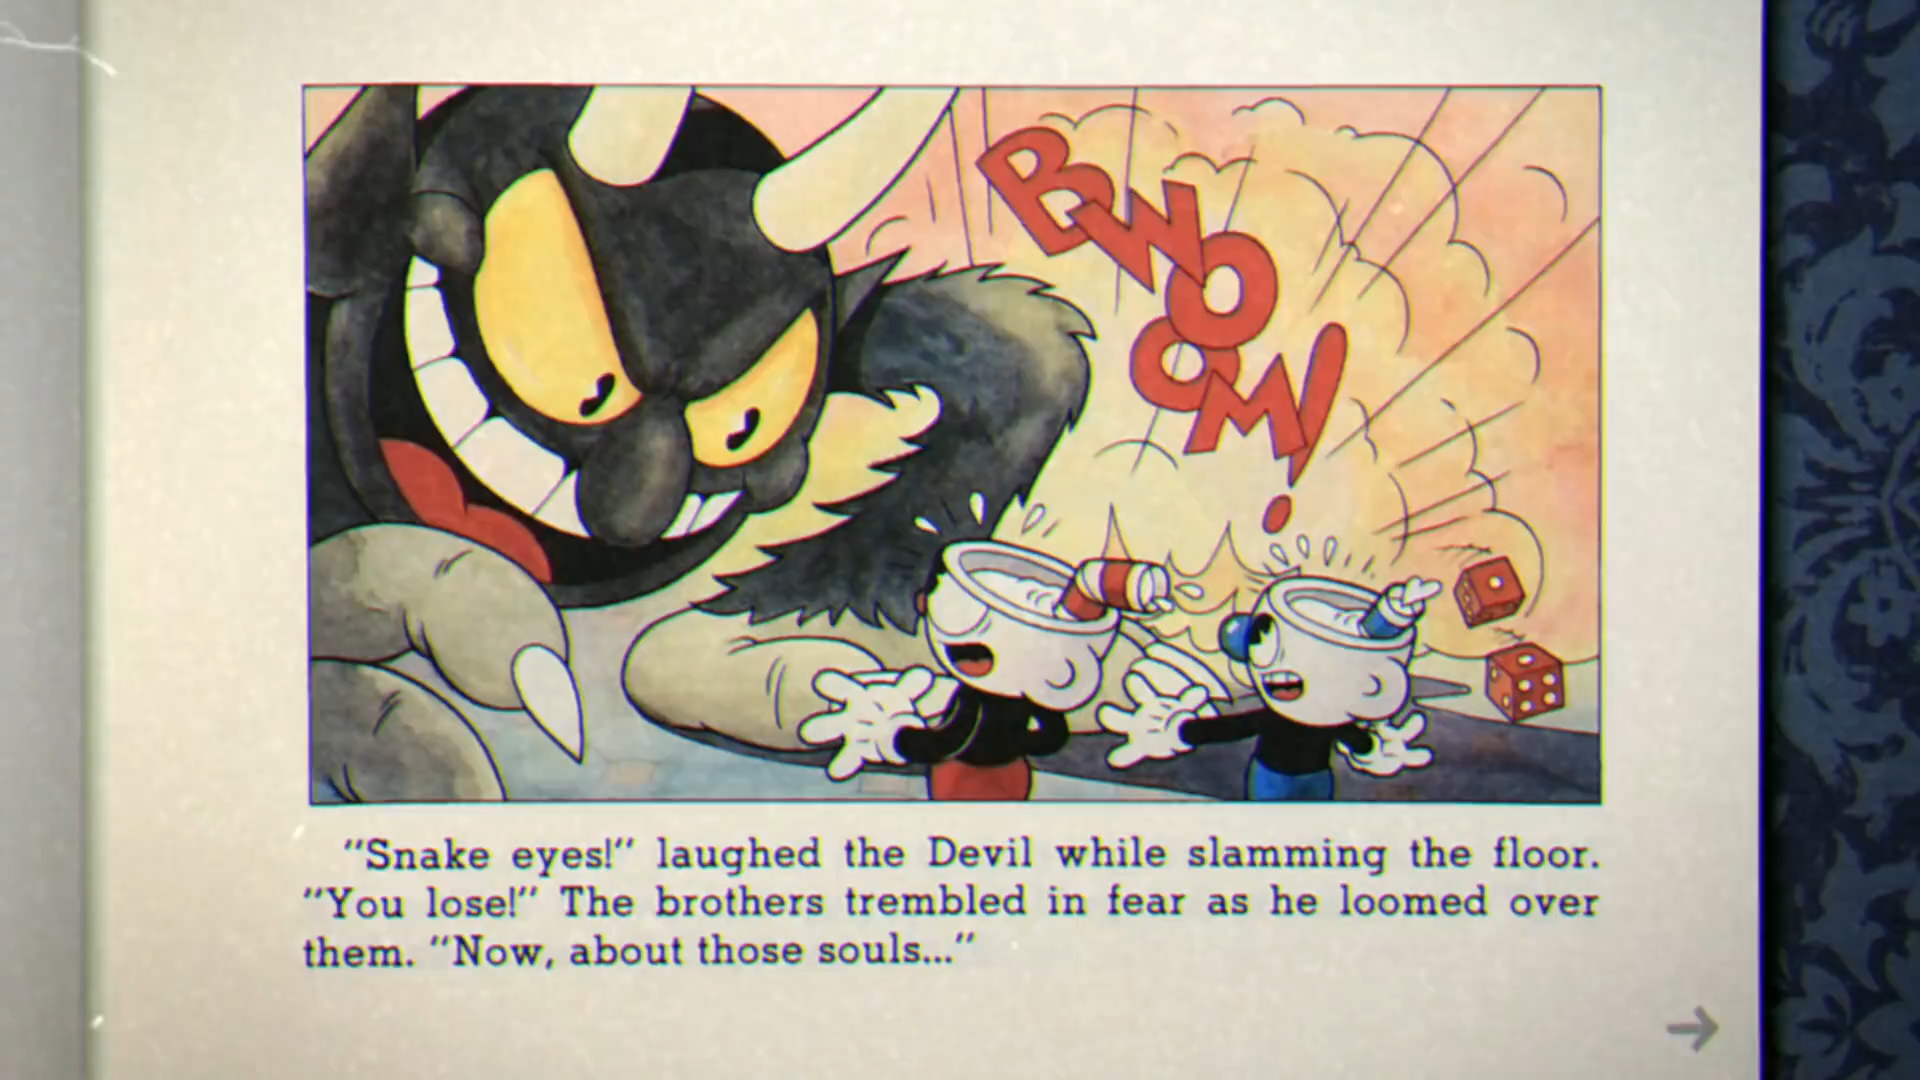 BWOOM!
"Snake eyes!" laughed the Devil while slamming the floor.
"You lose!" The brothers trembled in fear as he loomed over
them. "Now, about those souls..."